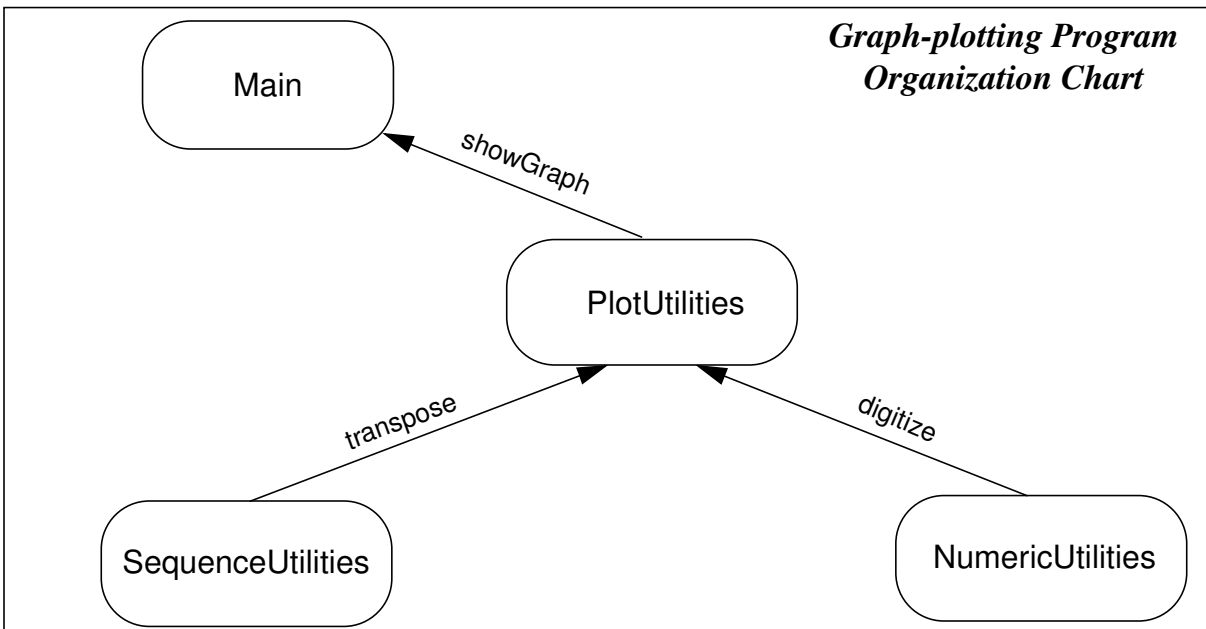 Graph-plotting Program
Organization Chart
Main
showGraph
PlotUtilities
transpose
digitize
SequenceUtilities
NumericUtilities